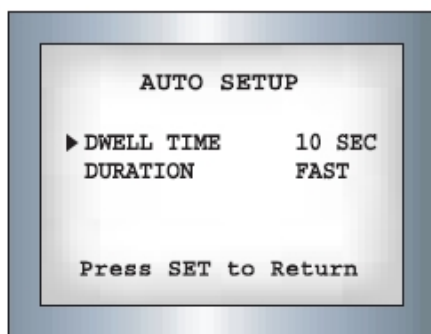 AUTO SETUP
▶ DWELL TIME 10 SEC
DURATION FAST
Press SET to Return